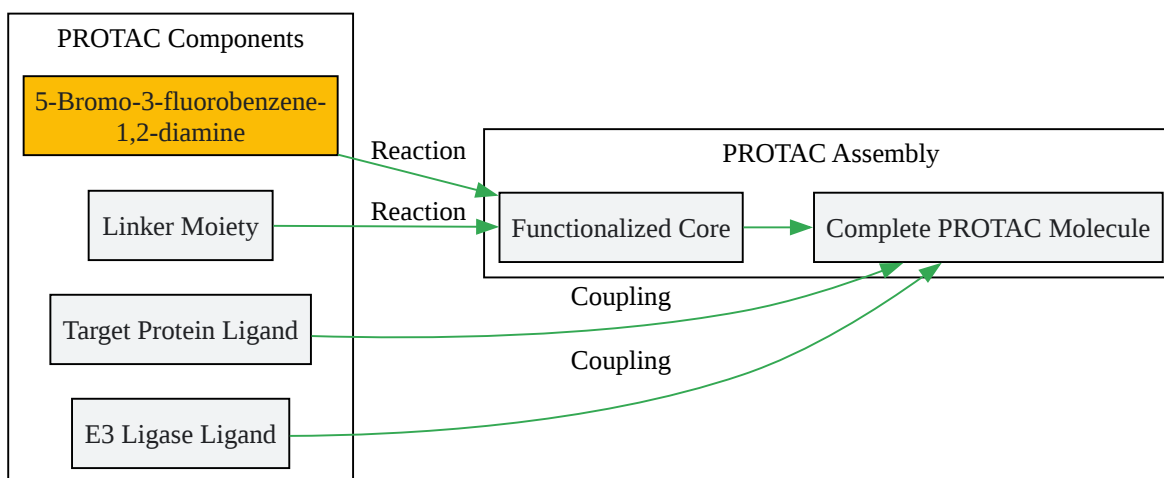 PROTAC Components
5-Bromo-3-fluorobenzene-
1,2-diamine
Linker Moiety
Target Protein Ligand
E3 Ligase Ligand
Reaction
Reaction
Coupling
Coupling
PROTAC Assembly
Functionalized Core
Complete PROTAC Molecule